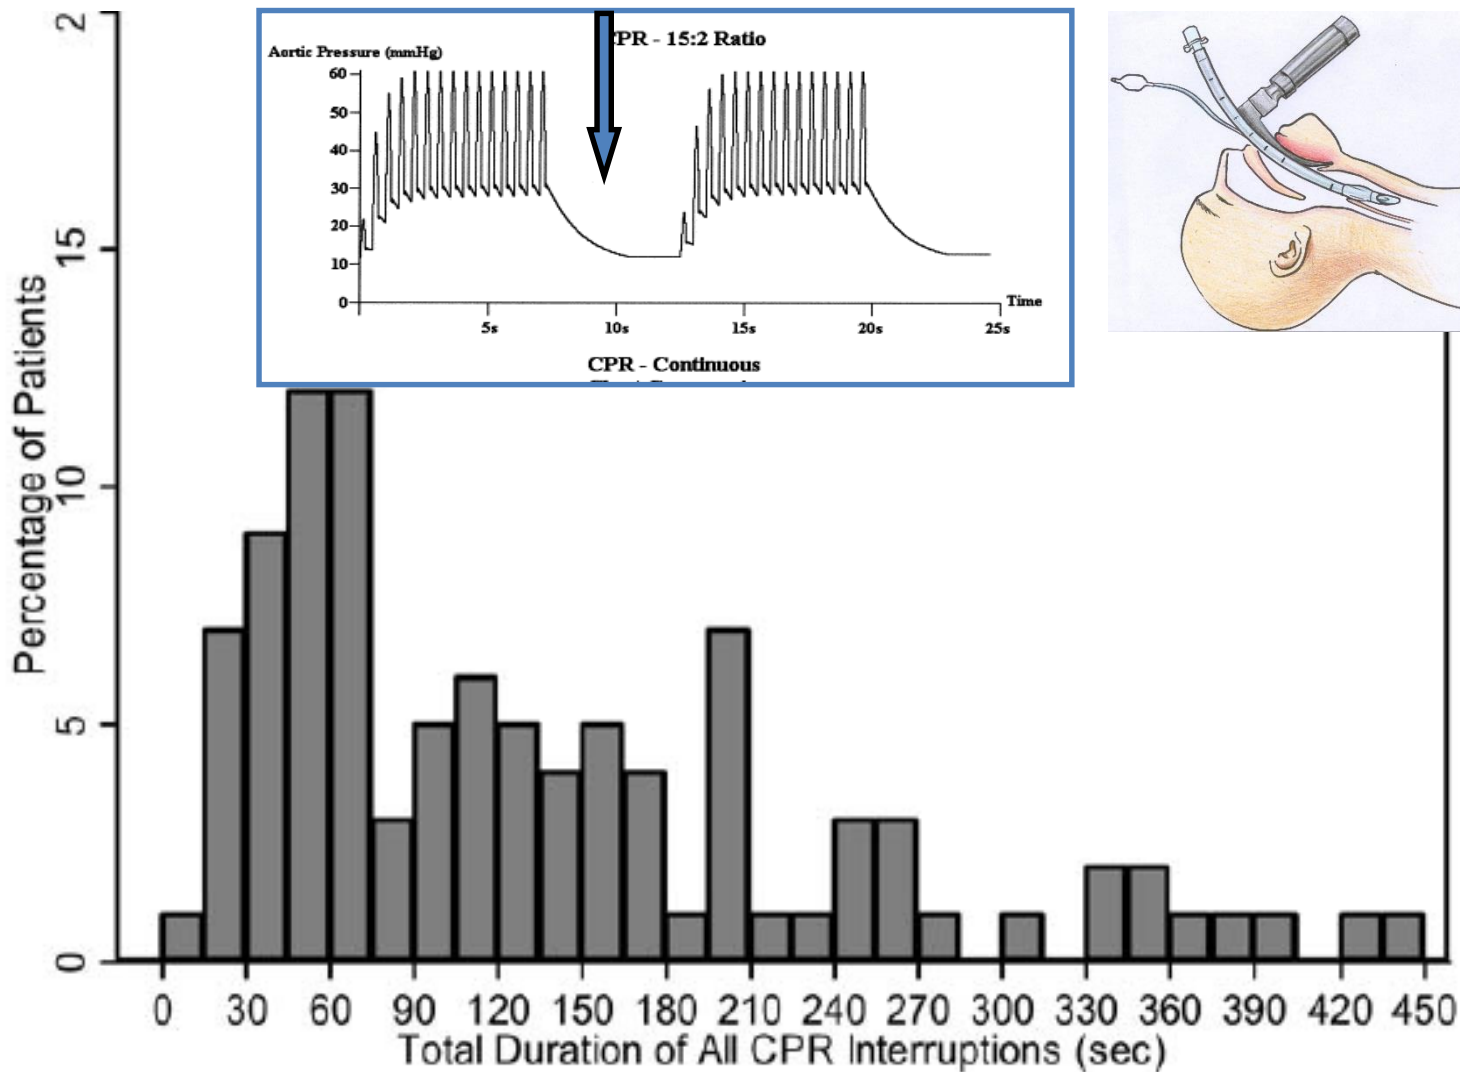 CPR - 15:2 Ratio
Aortic Pressure (mmHg)
60
50
40
30
20
10
0
5s
10s
15s
20s
25s
Time
CPR - Continuous
2
15
10
5
0
Percentage of Patients
0 30 60 90 120 150 180 210 240 270 300 330 360 390 420 450
Total Duration of All CPR Interruptions (sec)